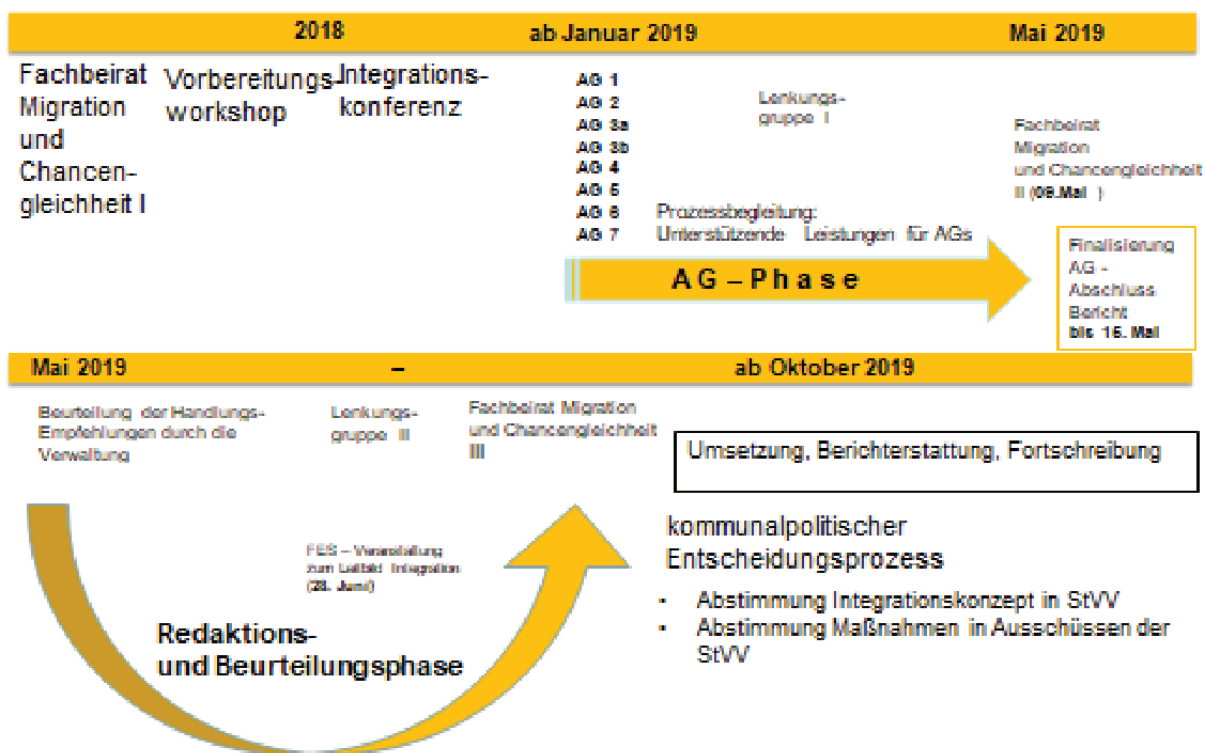 2018 ab Januar 2019 Mai 2019
Fachbeirat
Migration
und
Chancen-
gleichheit I
Vorbereitungs-
workshop
Integrations-
konferenz
AG 1
AG 2
AG 3a
AG 3b
AG 4
AG 5
AG 6
AG 7
Lenkungs-
gruppe I
Prozessbegleitung:
Unterstützende Leistungen für AGs
AG – Phase
Fachbeirat
Migration
und Chancengleichheit
II (09.Mai )
Finalisierung
AG -
Abschluss
Bericht
bis 15. Mai
Mai 2019 – ab Oktober 2019
Beurteilung der Handlungs-
Empfehlungen durch die
Verwaltung
Lenkungs-
gruppe II
Fachbeirat Migration
und Chancengleichheit
III
Umsetzung, Berichterstattung, Fortschreibung
FES – Veranstaltung
zum Leitbild Integration
(28. Juni)
Redaktions-
und Beurteilungsphase
kommunalpolitischer
Entscheidungsprozess
• Abstimmung Integrationskonzept in StVV
• Abstimmung Maßnahmen in Ausschüssen der
StVV